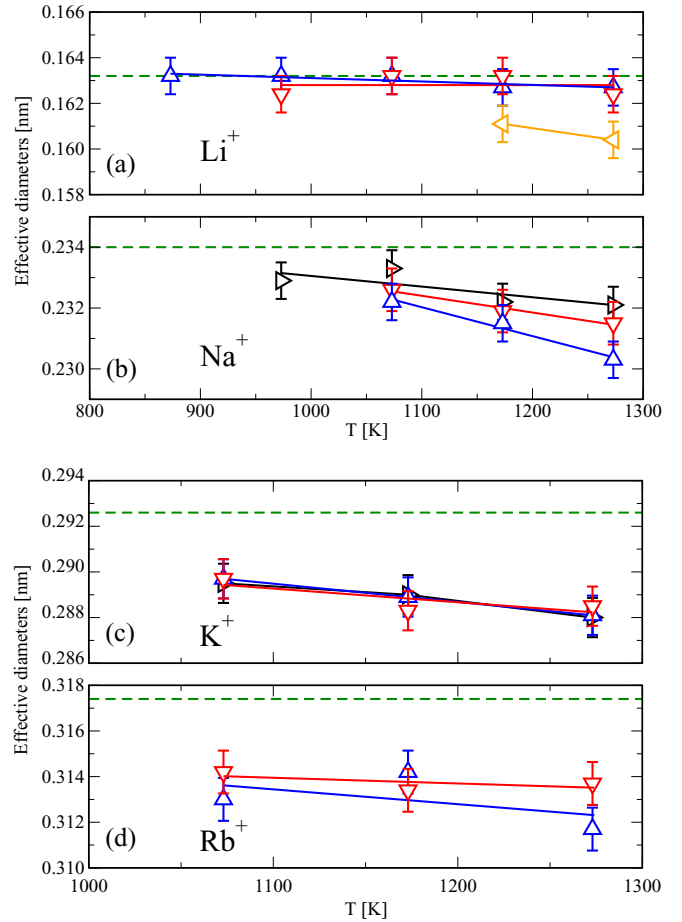 0.166
0.164
0.162
0.160
0.158
(a)
Li+
0.234
0.232
0.230
(b)
Na+
800 900 1000 1100 1200 1300
T [K]
Effective diameters [nm]
0.294
0.292
0.290
0.288
0.286
(c)
K+
0.318
0.316
0.314
0.312
0.310
(d)
Rb+
1000 1100 1200 1300
T [K]
Effective diameters [nm]